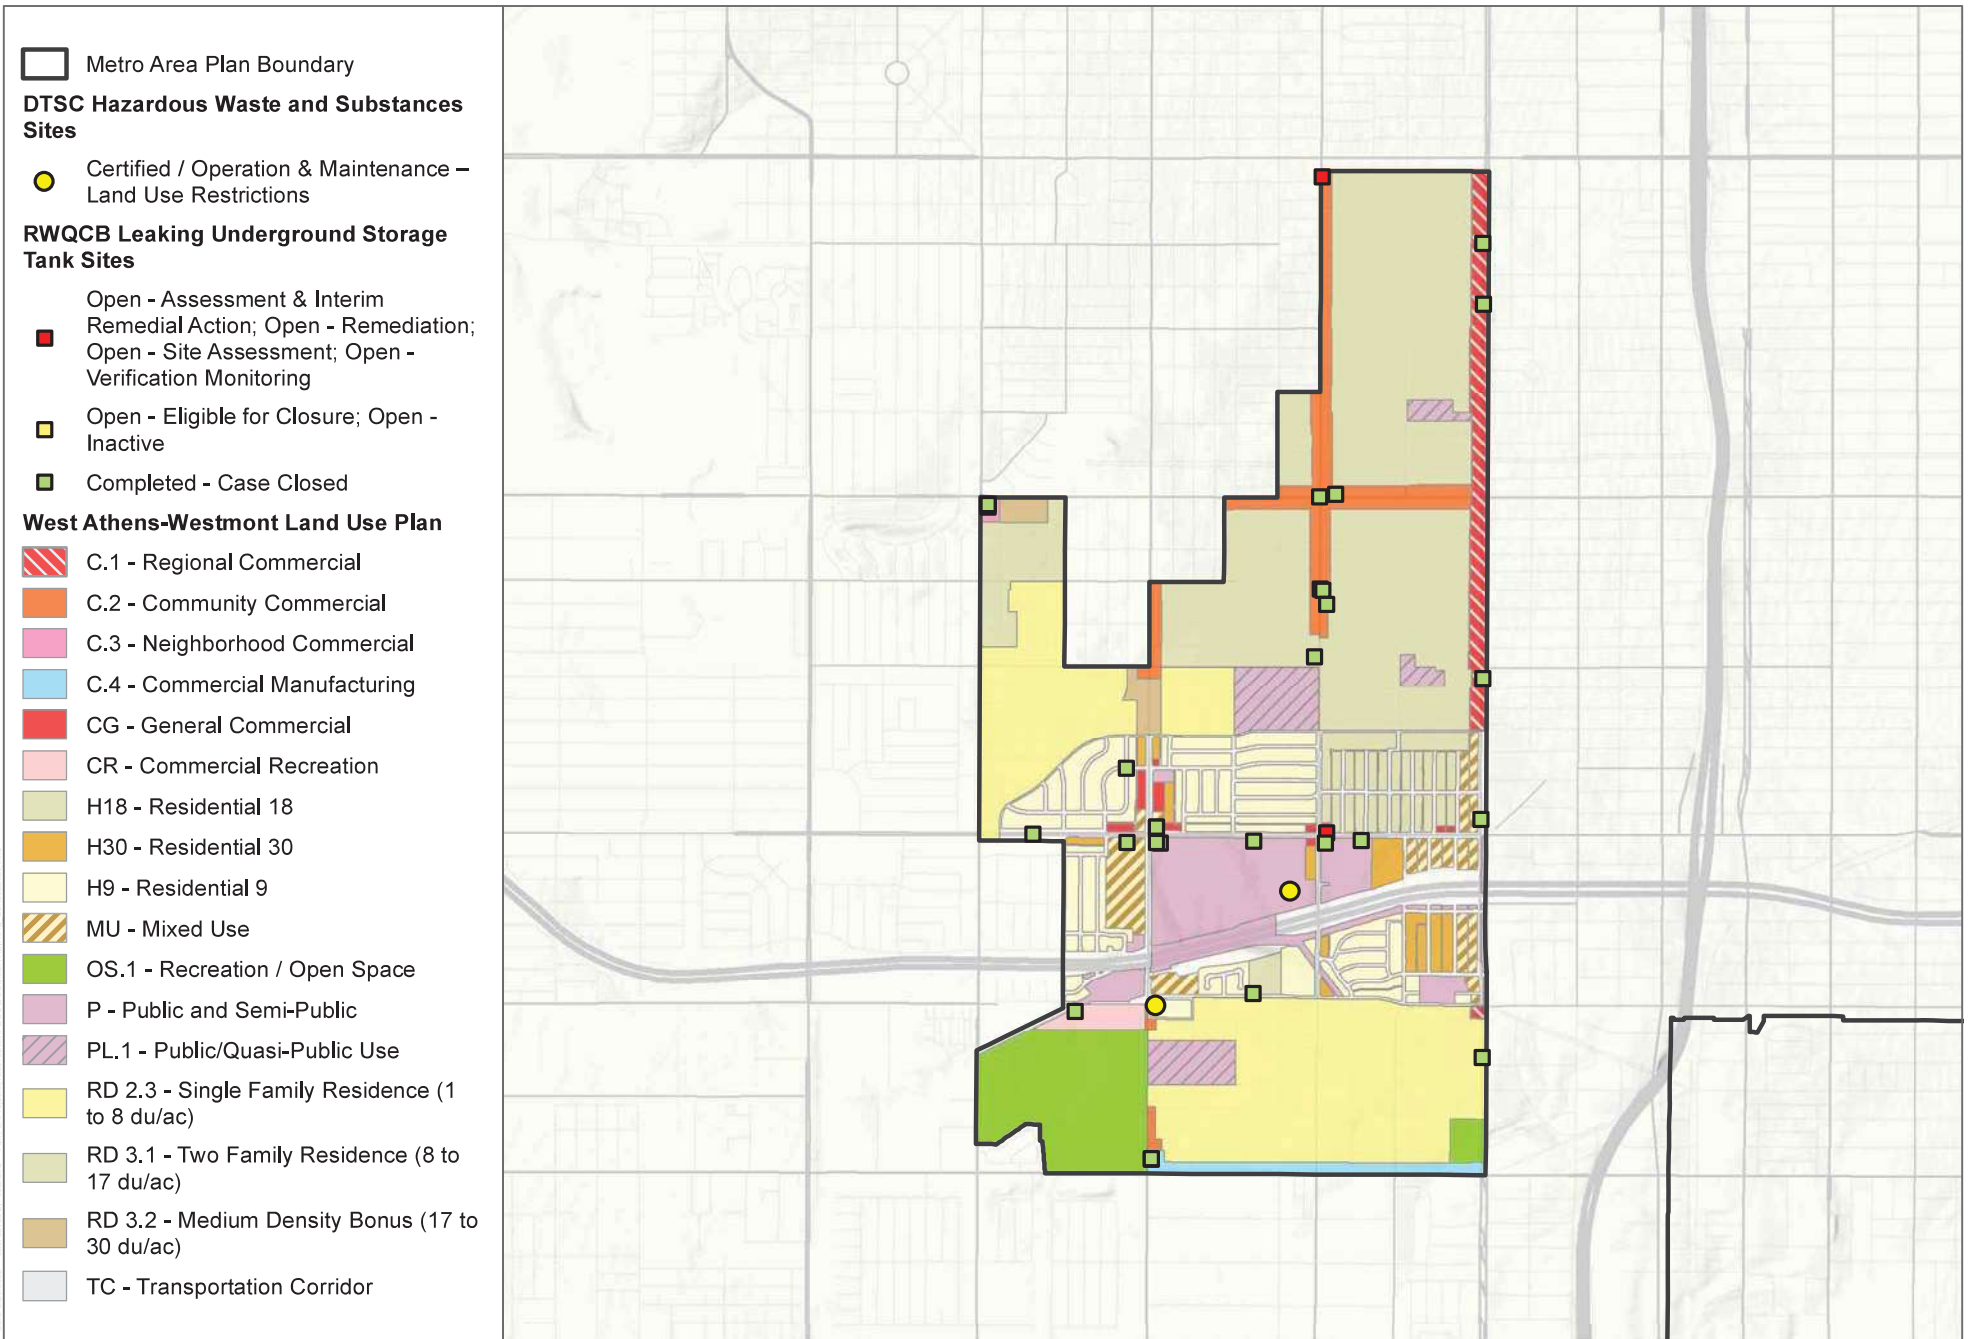 Metro Area Plan Boundary
DTSC Hazardous Waste and Substances
Sites
Certified / Operation & Maintenance –
Land Use Restrictions
RWQCB Leaking Underground Storage
Tank Sites
Open - Assessment & Interim
Remedial Action; Open - Remediation;
Open - Site Assessment; Open -
Verification Monitoring
Open - Eligible for Closure; Open -
Inactive
Completed - Case Closed
West Athens-Westmont Land Use Plan
C.1 - Regional Commercial
C.2 - Community Commercial
C.3 - Neighborhood Commercial
C.4 - Commercial Manufacturing
CG - General Commercial
CR - Commercial Recreation
H18 - Residential 18
H30 - Residential 30
H9 - Residential 9
MU - Mixed Use
OS.1 - Recreation / Open Space
P - Public and Semi-Public
PL.1 - Public/Quasi-Public Use
RD 2.3 - Single Family Residence (1
to 8 du/ac)
RD 3.1 - Two Family Residence (8 to
17 du/ac)
RD 3.2 - Medium Density Bonus (17 to
30 du/ac)
TC - Transportation Corridor